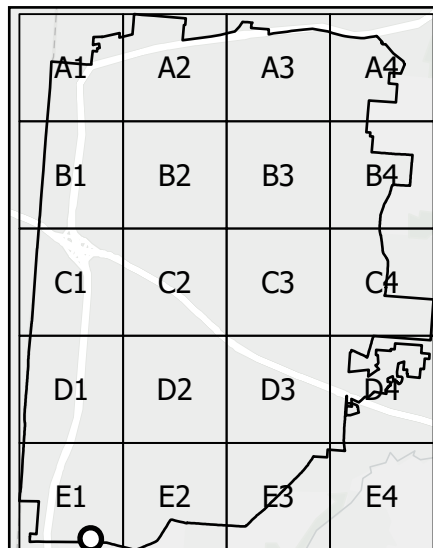 A1 A2 A3 A4
B1 B2 B3 B4
C1 C2 C3 C4
D1 D2 D3 D4
E1 E2 E3 E4